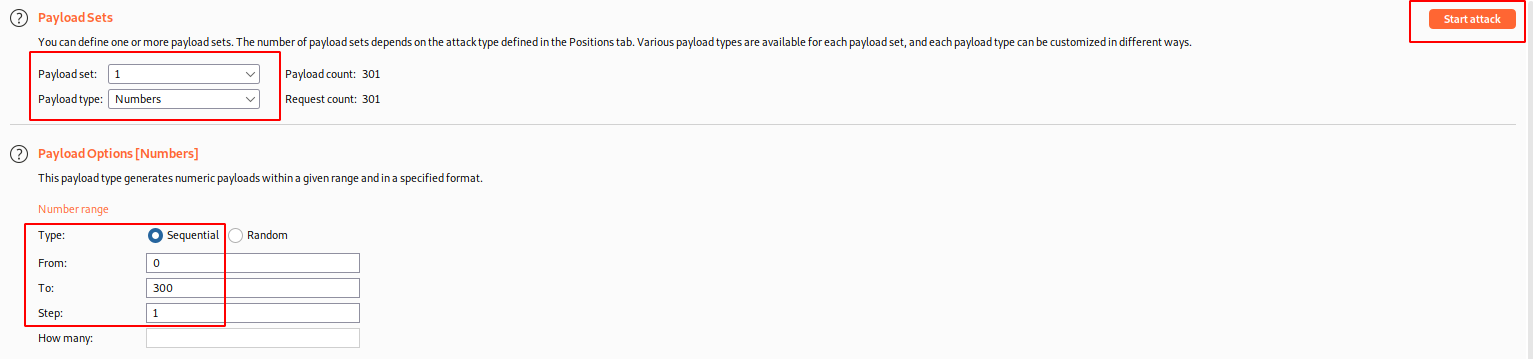 Payload Sets
Start attack
You can define one or more payload sets. The number of payload sets depends on the attack type defined in the Positions tab. Various payload types are available for each payload set, and each payload type can be customized in different ways.
Payload set: 1 Payload count: 301
Payload type: Numbers Request count: 301
Payload Options [Numbers]
This payload type generates numeric payloads within a given range and in a specified format.
Number range
Type: Sequential Random
From: 0
To: 300
Step: 1
How many: